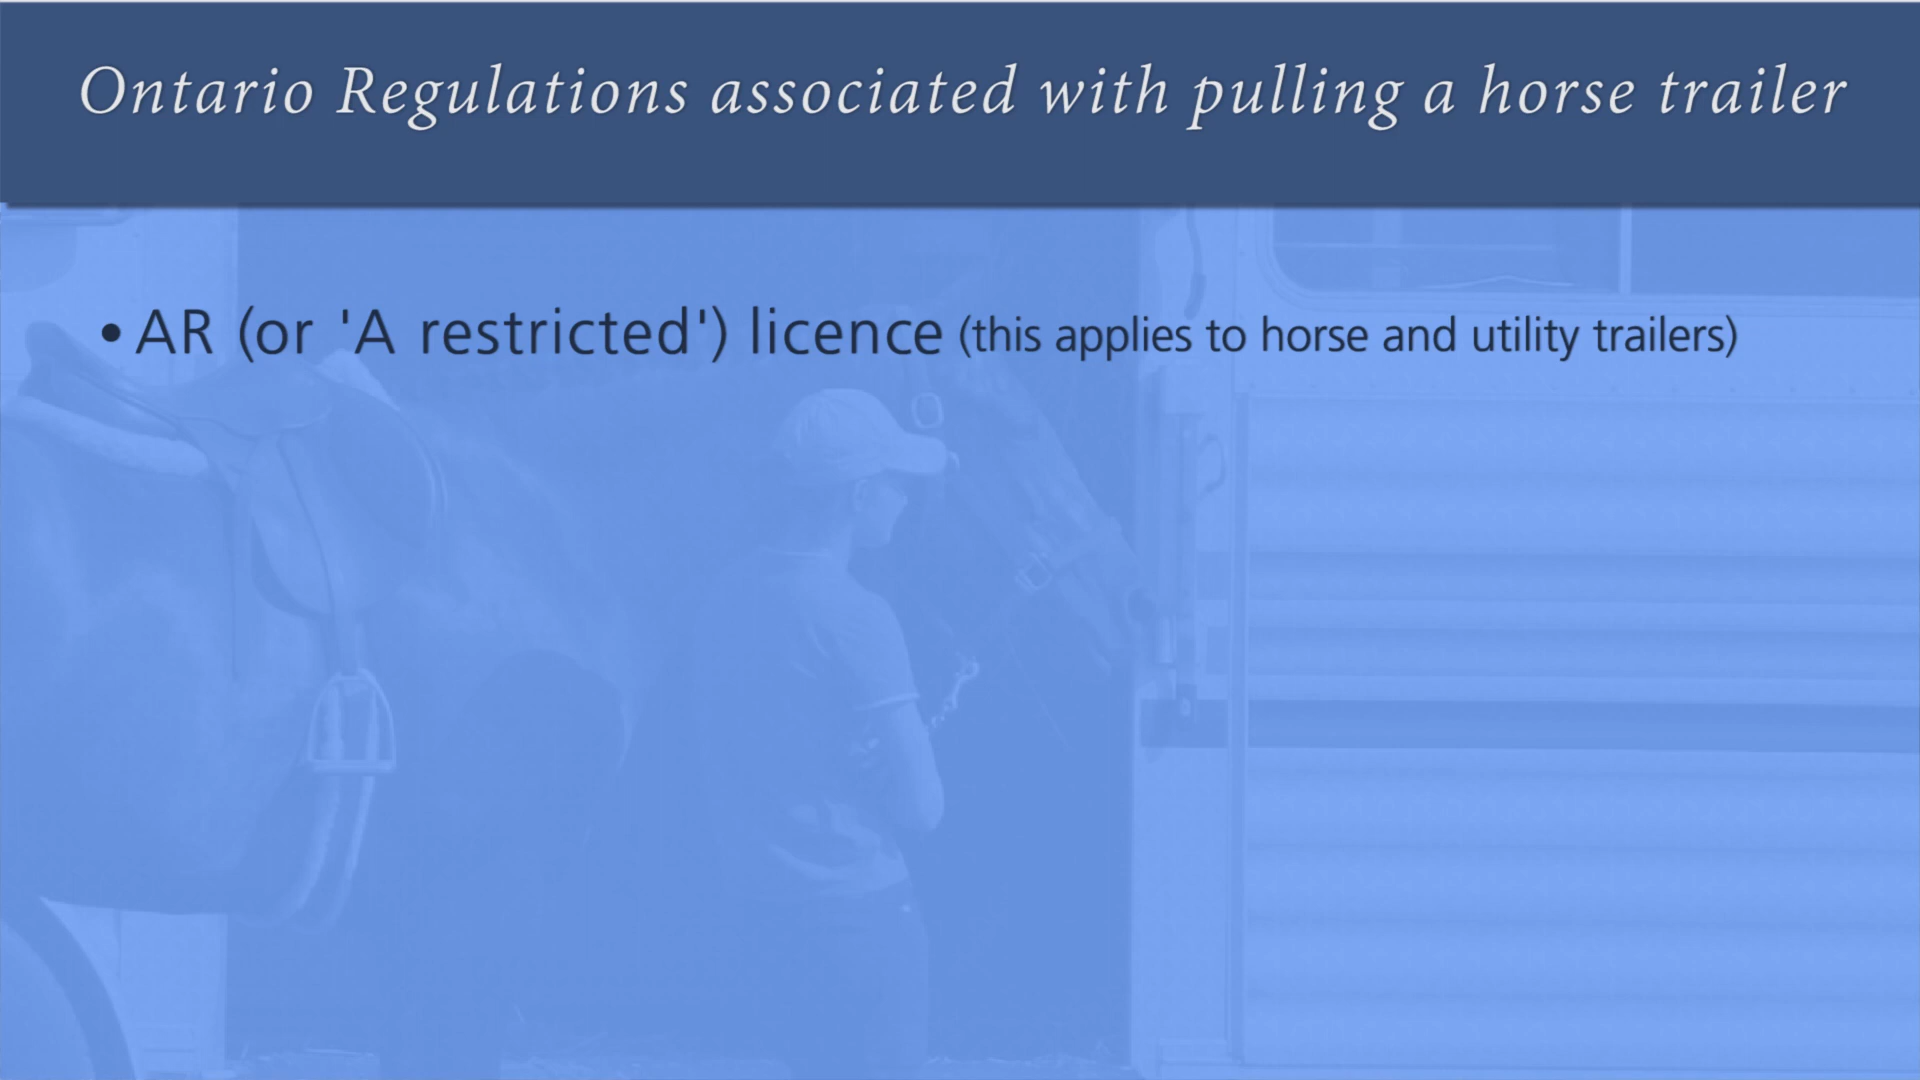 Ontario Regulations associated with pulling a horse trailer
• AR (or 'A restricted') licence (this applies to horse and utility trailers)